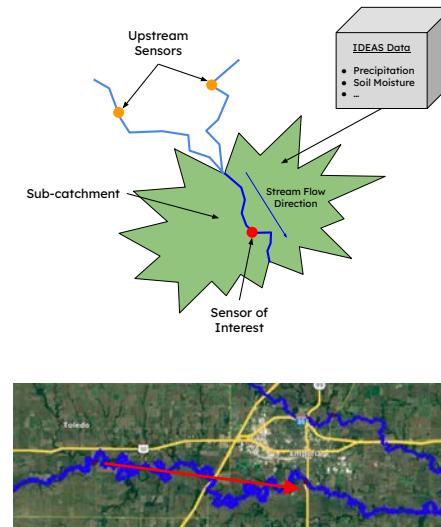 Upstream
Sensors
IDEAS Data
● Precipitation
● Soil Moisture
● ...
Sub-catchment
Stream Flow
Direction
Sensor of
Interest
Toledo